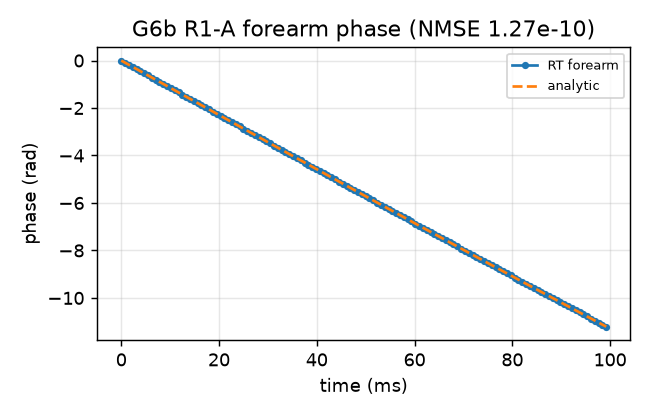 G6b R1-A forearm phase (NMSE 1.27e-10)
RT forearm
analytic
phase (rad)
0
−2
−4
−6
−8
−10
0 20 40 60 80 100
time (ms)